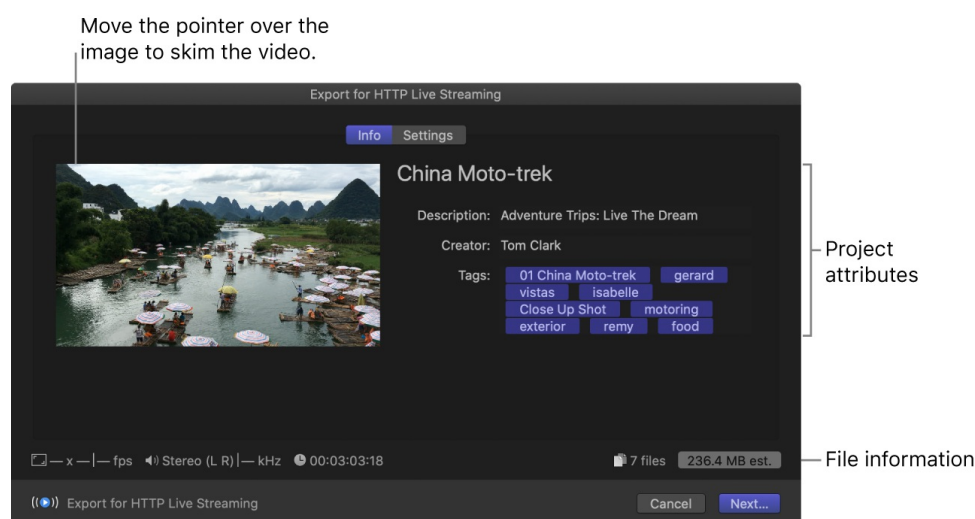 Move the pointer over the
image to skim the video.
Export for HTTP Live Streaming
Info Settings
China Moto-trek
Description: Adventure Trips: Live The Dream
Creator: Tom Clark
Tags: 01 China Moto-trek gerard
vistas isabelle
Close Up Shot motoring
exterior remy food
Project
attributes
— x — | — fps Stereo (L R) | — kHz 00:03:03:18 7 files 236.4 MB est.
File information
Export for HTTP Live Streaming Cancel Next...